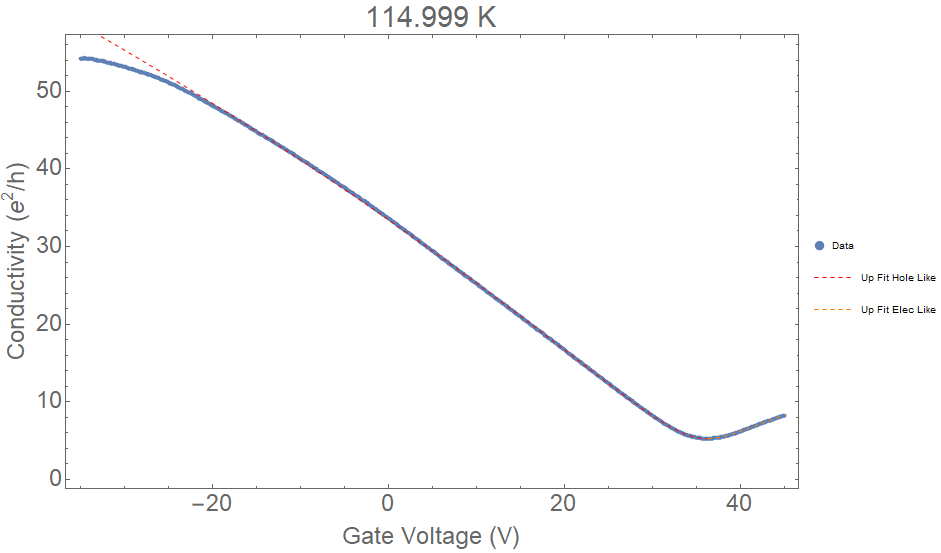 114.999 K
Conductivity (e²/h)
50
40
30
20
10
0
−20
0
20
40
Gate Voltage (V)
Data
Up Fit Hole Like
Up Fit Elec Like